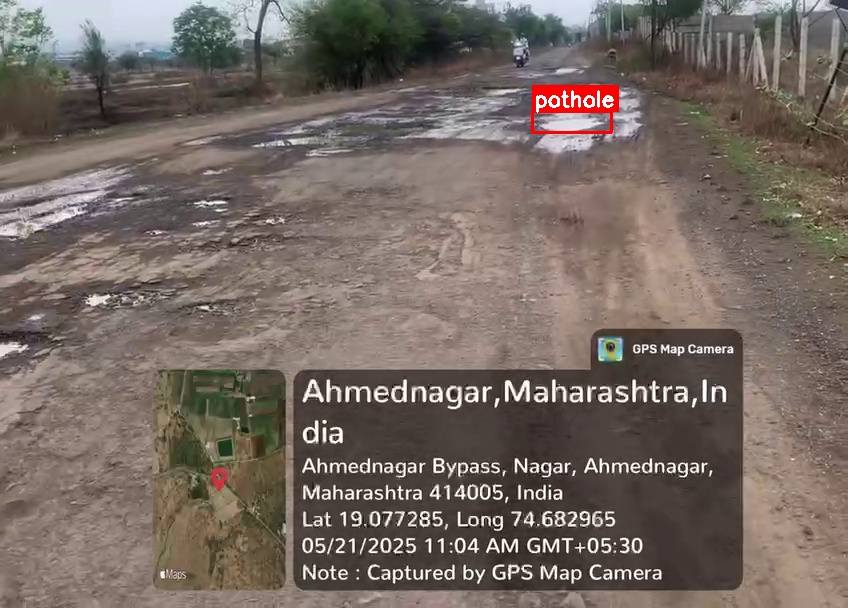 pothole
GPS Map Camera
Ahmednagar,Maharashtra,In
dia
Ahmednagar Bypass, Nagar, Ahmednagar,
Maharashtra 414005, India
Lat 19.077285, Long 74.682965
05/21/2025 11:04 AM GMT+05:30
Note : Captured by GPS Map Camera
Maps